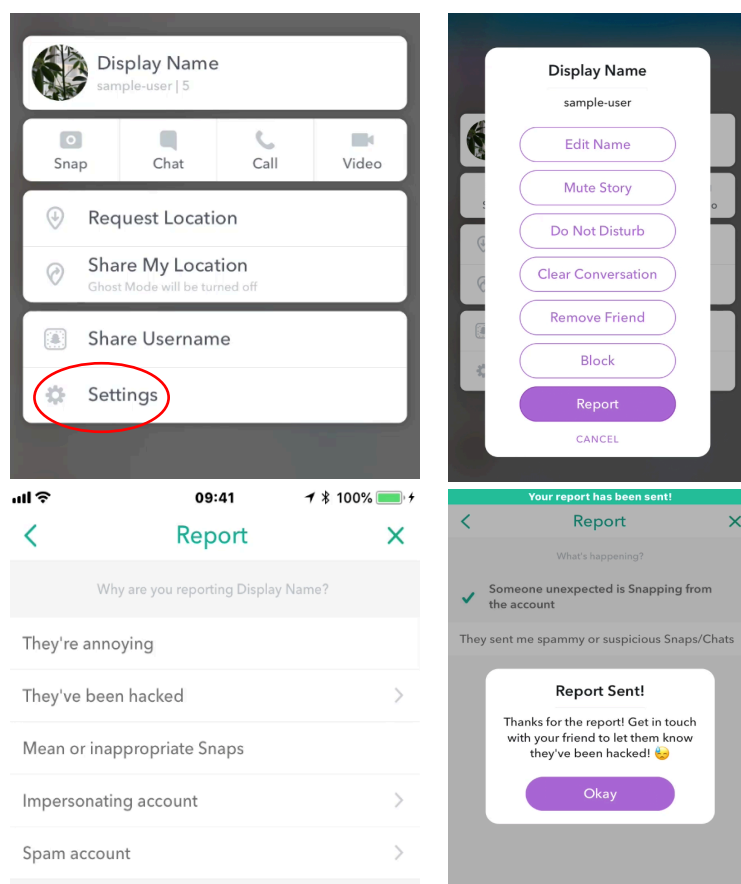 Display Name
sample-user | 5
Snap
Chat
Call
Video
Request Location
Share My Location
Ghost Mode will be turned off
Share Username
Settings
Display Name
sample-user
Edit Name
Mute Story
Do Not Disturb
Clear Conversation
Remove Friend
Block
Report
CANCEL
09:41
100%
Report
Why are you reporting Display Name?
They're annoying
They've been hacked
Mean or inappropriate Snaps
Impersonating account
Spam account
Your report has been sent!
Report
What's happening?
Someone unexpected is Snapping from
the account
They sent me spammy or suspicious Snaps/Chats
Report Sent!
Thanks for the report! Get in touch
with your friend to let them know
they've been hacked! 😓
Okay